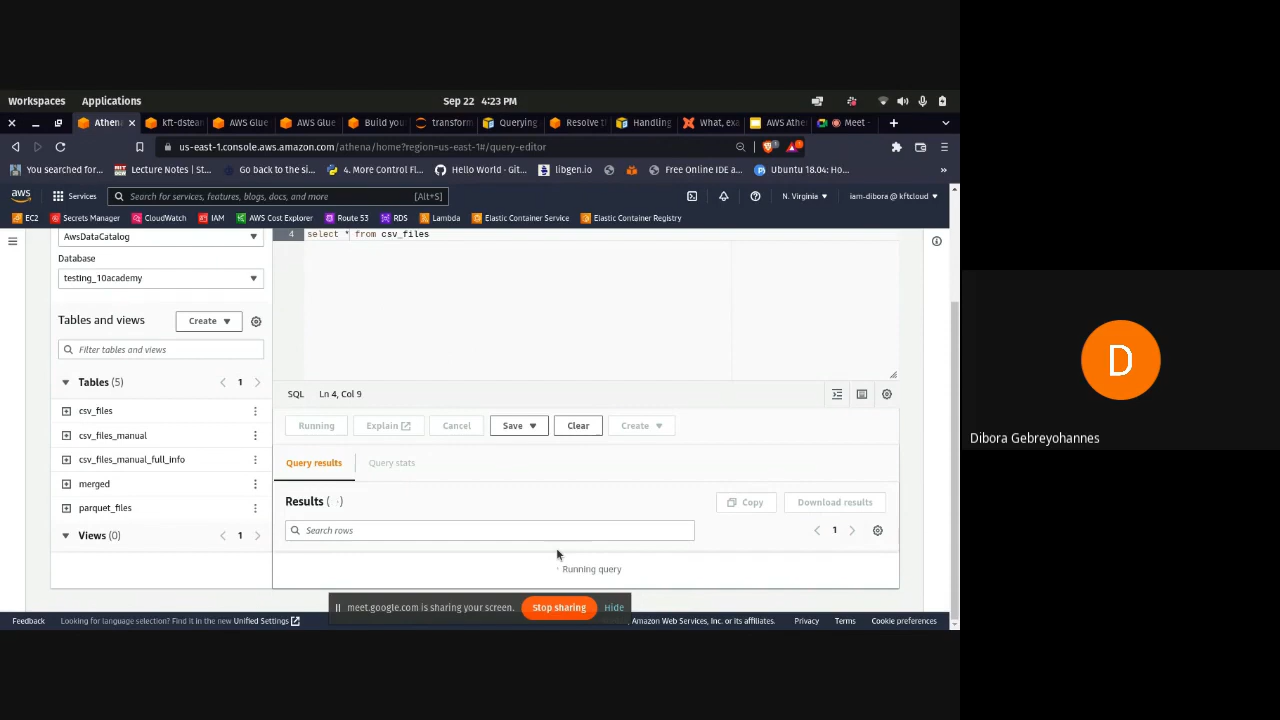 Workspaces Applications Sep 22 4:23 PM
Athen kft-dstean AWS Glue AWS Glue Build you transform Querying Resolve t Handling What, exa AWS Athe Meet -
us-east-1.console.aws.amazon.com/athena/home?region=us-east-1#/query-editor
You searched for... Lecture Notes | St... Go back to the si... 4. More Control Fl... Hello World · Git... libgen.io Free Online IDE a... Ubuntu 18.04: Ho... »
aws Services Search for services, features, blogs, docs, and more [Alt+S] N. Virginia iam-dibora @ kftcloud
EC2 Secrets Manager CloudWatch IAM AWS Cost Explorer Route 53 RDS Lambda Elastic Container Service Elastic Container Registry
AwsDataCatalog
Database
testing_10academy
Tables and views Create
Filter tables and views
Tables (5) 1
csv_files
csv_files_manual
csv_files_manual_full_info
merged
parquet_files
Views (0) 1
4 select * from csv_files
SQL Ln 4, Col 9
Running Explain Cancel Save Clear Create
Query results Query stats
Results ( ) Copy Download results
Search rows 1
Running query
meet.google.com is sharing your screen. Stop sharing Hide
Feedback Looking for language selection? Find it in the new Unified Settings , Amazon Web Services, Inc. or its affiliates. Privacy Terms Cookie preferences
D
Dibora Gebreyohannes